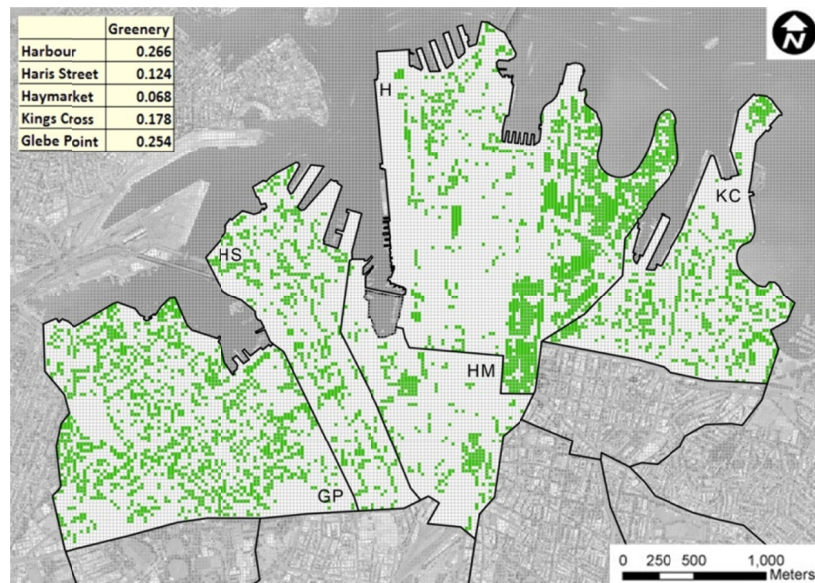 Greenery
Harbour 0.266
Haris Street 0.124
Haymarket 0.068
Kings Cross 0.178
Glebe Point 0.254
N
H
KC
HS
HM
GP
0 250 500 1,000
Meters